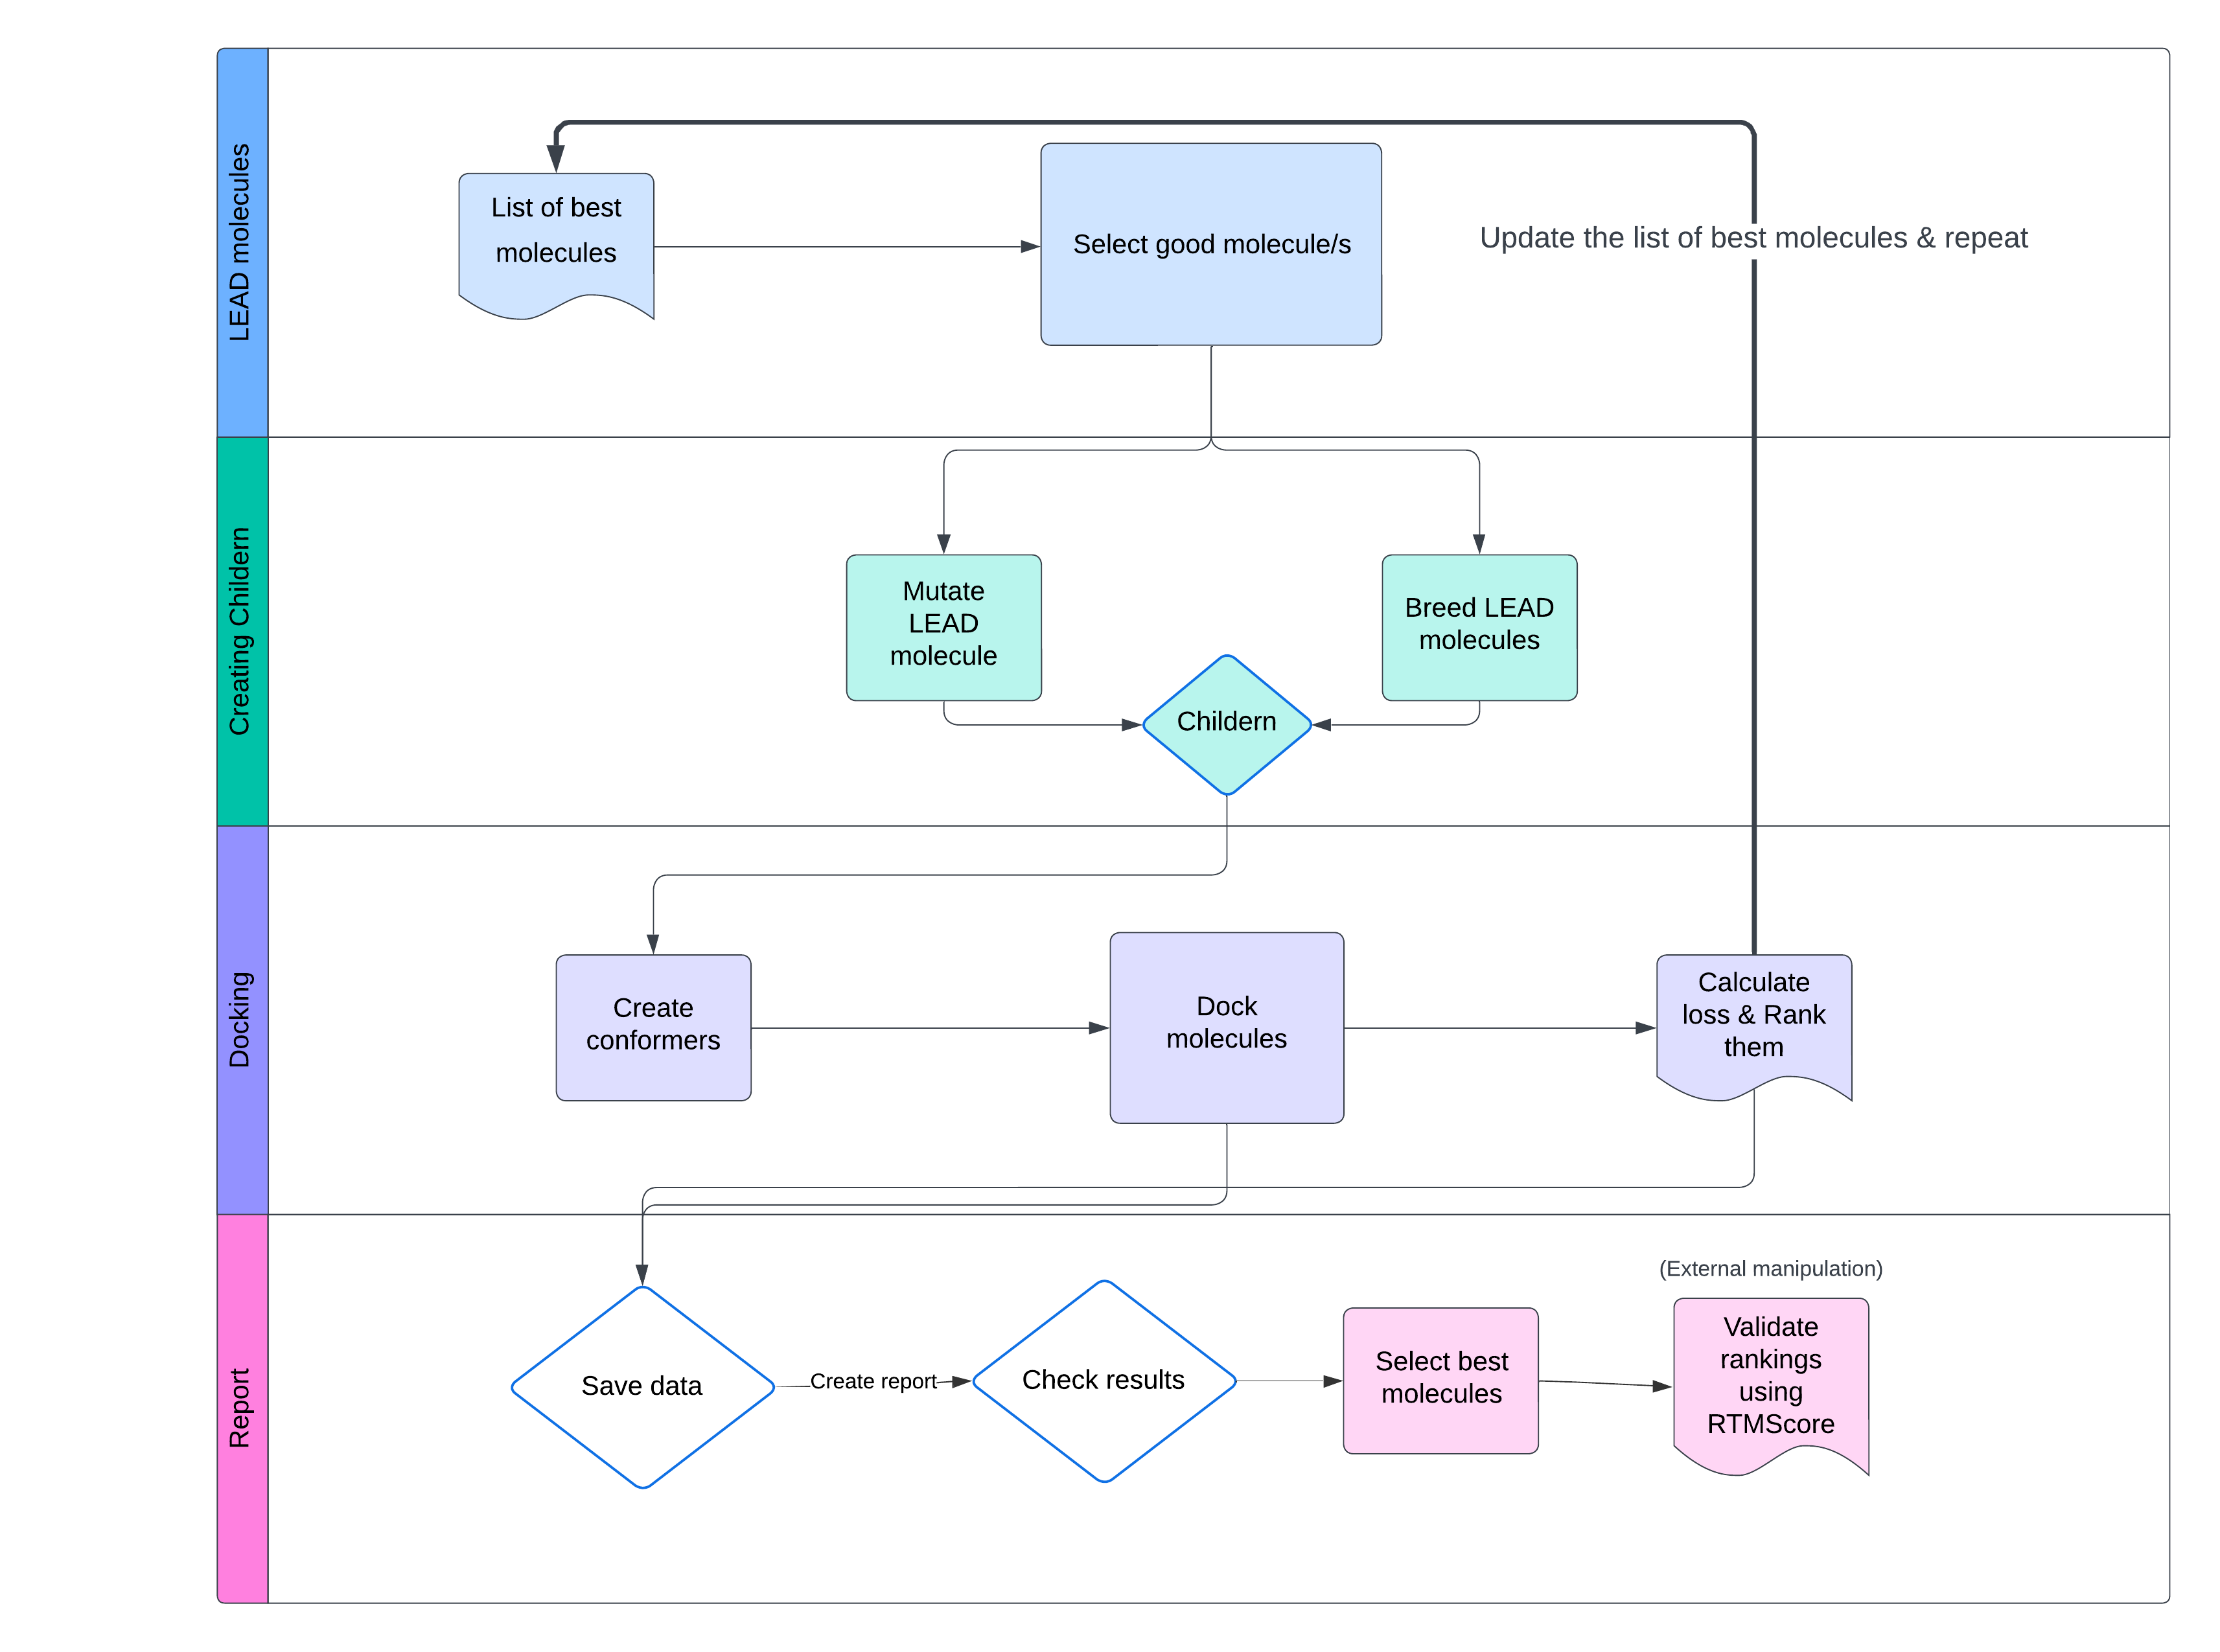 LEAD molecules
List of best
molecules
Select good molecule/s
Update the list of best molecules & repeat
Creating Childern
Mutate
LEAD
molecule
Breed LEAD
molecules
Childern
Docking
Create
conformers
Dock
molecules
Calculate
loss & Rank
them
Report
Save data
Create report
Check results
Select best
molecules
(External manipulation)
Validate
rankings
using
RTMScore